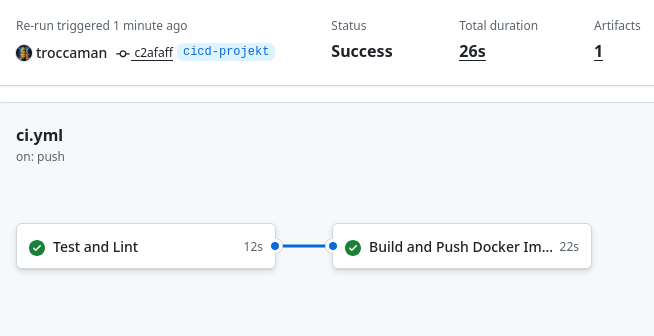 Re-run triggered 1 minute ago
troccaman c2afaff cicd-projekt
Status
Success
Total duration
26s
Artifacts
1
ci.yml
on: push
Test and Lint 12s
Build and Push Docker Im... 22s